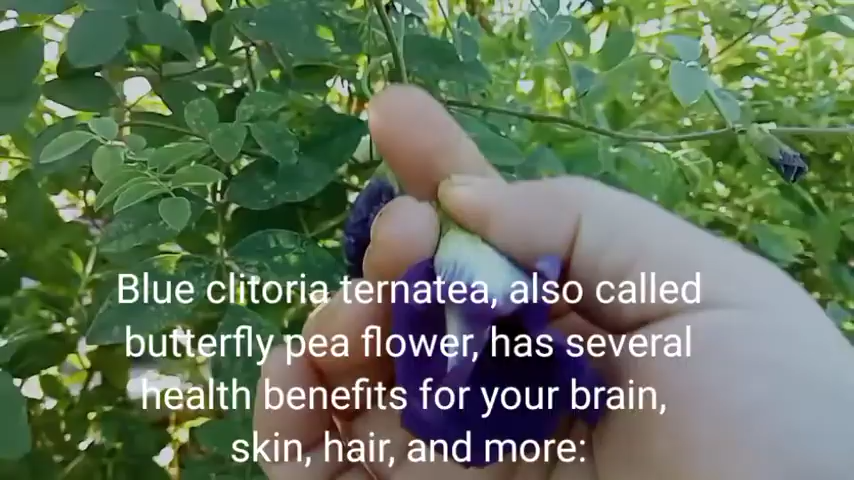 Blue clitoria ternatea, also called
butterfly pea flower, has several
health benefits for your brain,
skin, hair, and more: